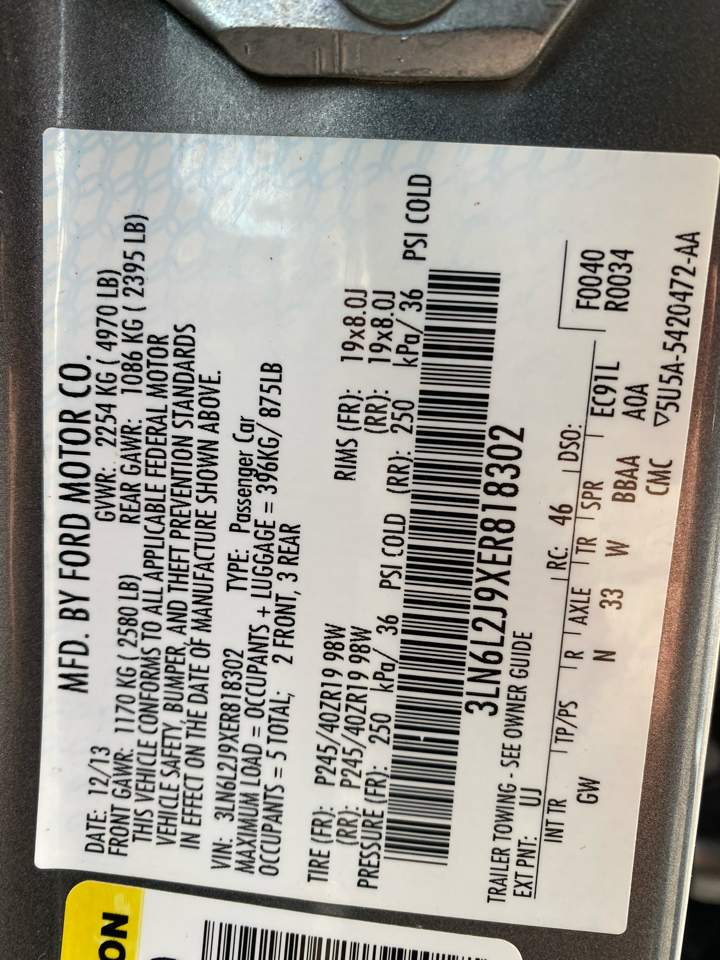 MFD. BY FORD MOTOR CO.
DATE: 12/13 GVWR: 2254 KG ( 4970 LB)
FRONT GAWR: 1170 KG ( 2580 LB) REAR GAWR: 1086 KG ( 2395 LB)
THIS VEHICLE CONFORMS TO ALL APPLICABLE FEDERAL MOTOR
VEHICLE SAFETY, BUMPER, AND THEFT PREVENTION STANDARDS
IN EFFECT ON THE DATE OF MANUFACTURE SHOWN ABOVE.
VIN: 3LN6L2J9XER818302 TYPE: Passenger Car
MAXIMUM LOAD = OCCUPANTS + LUGGAGE = 396KG/ 875LB
OCCUPANTS = 5 TOTAL; 2 FRONT, 3 REAR
TIRE (FR): P245/40ZR19 98W RIMS (FR): 19x8.0J
(RR): P245/40ZR19 98W (RR): 19x8.0J
PRESSURE (FR): 250 kPa/ 36 PSI COLD (RR): 250 kPa/ 36 PSI COLD
3LN6L2J9XER818302
TRAILER TOWING - SEE OWNER GUIDE
EXT PNT: UJ RC: 46 DSO: F0040
INT TR TP/PS R AXLE TR SPR EC91L R0034
GW N 33 W BBAA AOA
CMC ▽5U5A-5420472-AA
ON